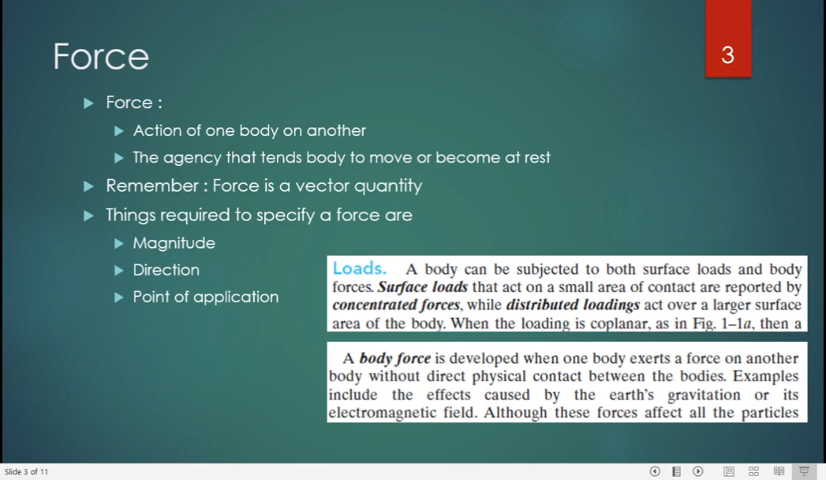 3
Force
Force :
Action of one body on another
The agency that tends body to move or become at rest
Remember : Force is a vector quantity
Things required to specify a force are
Magnitude
Direction
Point of application
Loads. A body can be subjected to both surface loads and body
forces. Surface loads that act on a small area of contact are reported by
concentrated forces, while distributed loadings act over a larger surface
area of the body. When the loading is coplanar, as in Fig. 1–1a, then a
A body force is developed when one body exerts a force on another
body without direct physical contact between the bodies. Examples
include the effects caused by the earth's gravitation or its
electromagnetic field. Although these forces affect all the particles
Slide 3 of 11